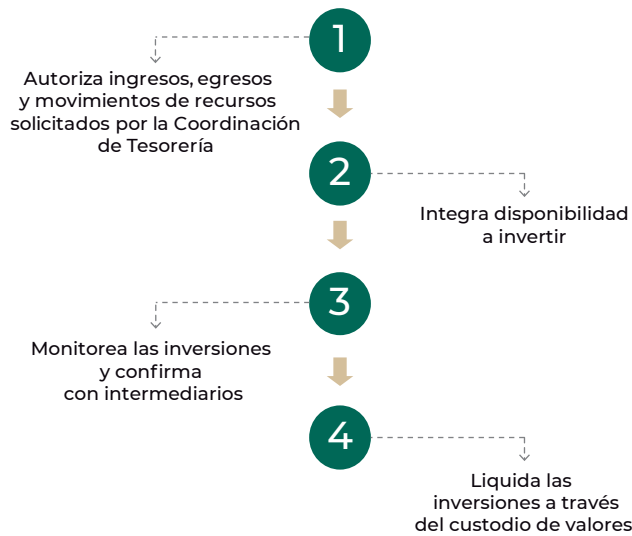 1
Autoriza ingresos, egresos
y movimientos de recursos
solicitados por la Coordinación
de Tesorería
2
Integra disponibilidad
a invertir
3
Monitorea las inversiones
y confirma
con intermediarios
4
Liquida las
inversiones a través
del custodio de valores